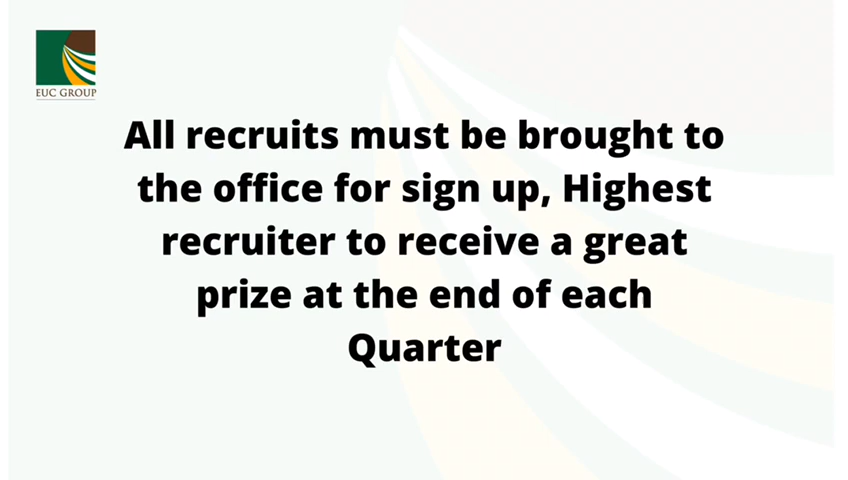 EUC GROUP
All recruits must be brought to
the office for sign up, Highest
recruiter to receive a great
prize at the end of each
Quarter